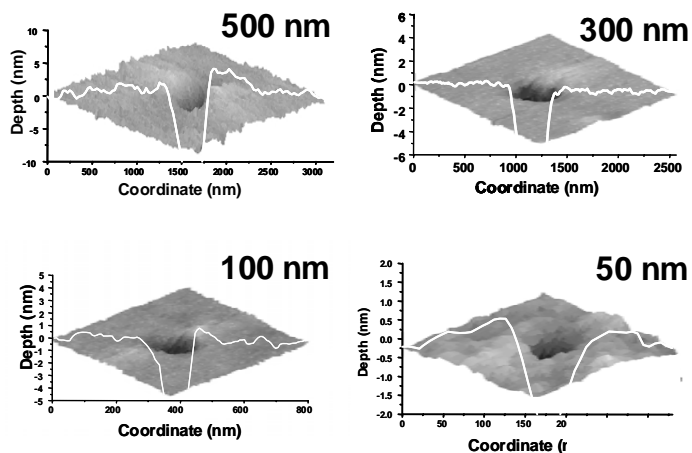 500 nm
10
5
0
-5
-10
Depth (nm)
0 500 1000 1500 2000 2500 3000
Coordinate (nm)
300 nm
6
4
2
0
-2
-4
-6
Depth (nm)
0 500 1000 1500 2000 2500
Coordinate (nm)
100 nm
5
4
3
2
1
0
-1
-2
-3
-4
-5
Depth (nm)
0 200 400 600 800
Coordinate (nm)
50 nm
2.0
1.5
1.0
0.5
0.0
-0.5
-1.0
-1.5
-2.0
Depth (nm)
0 50 100 150 20
Coordinate (r